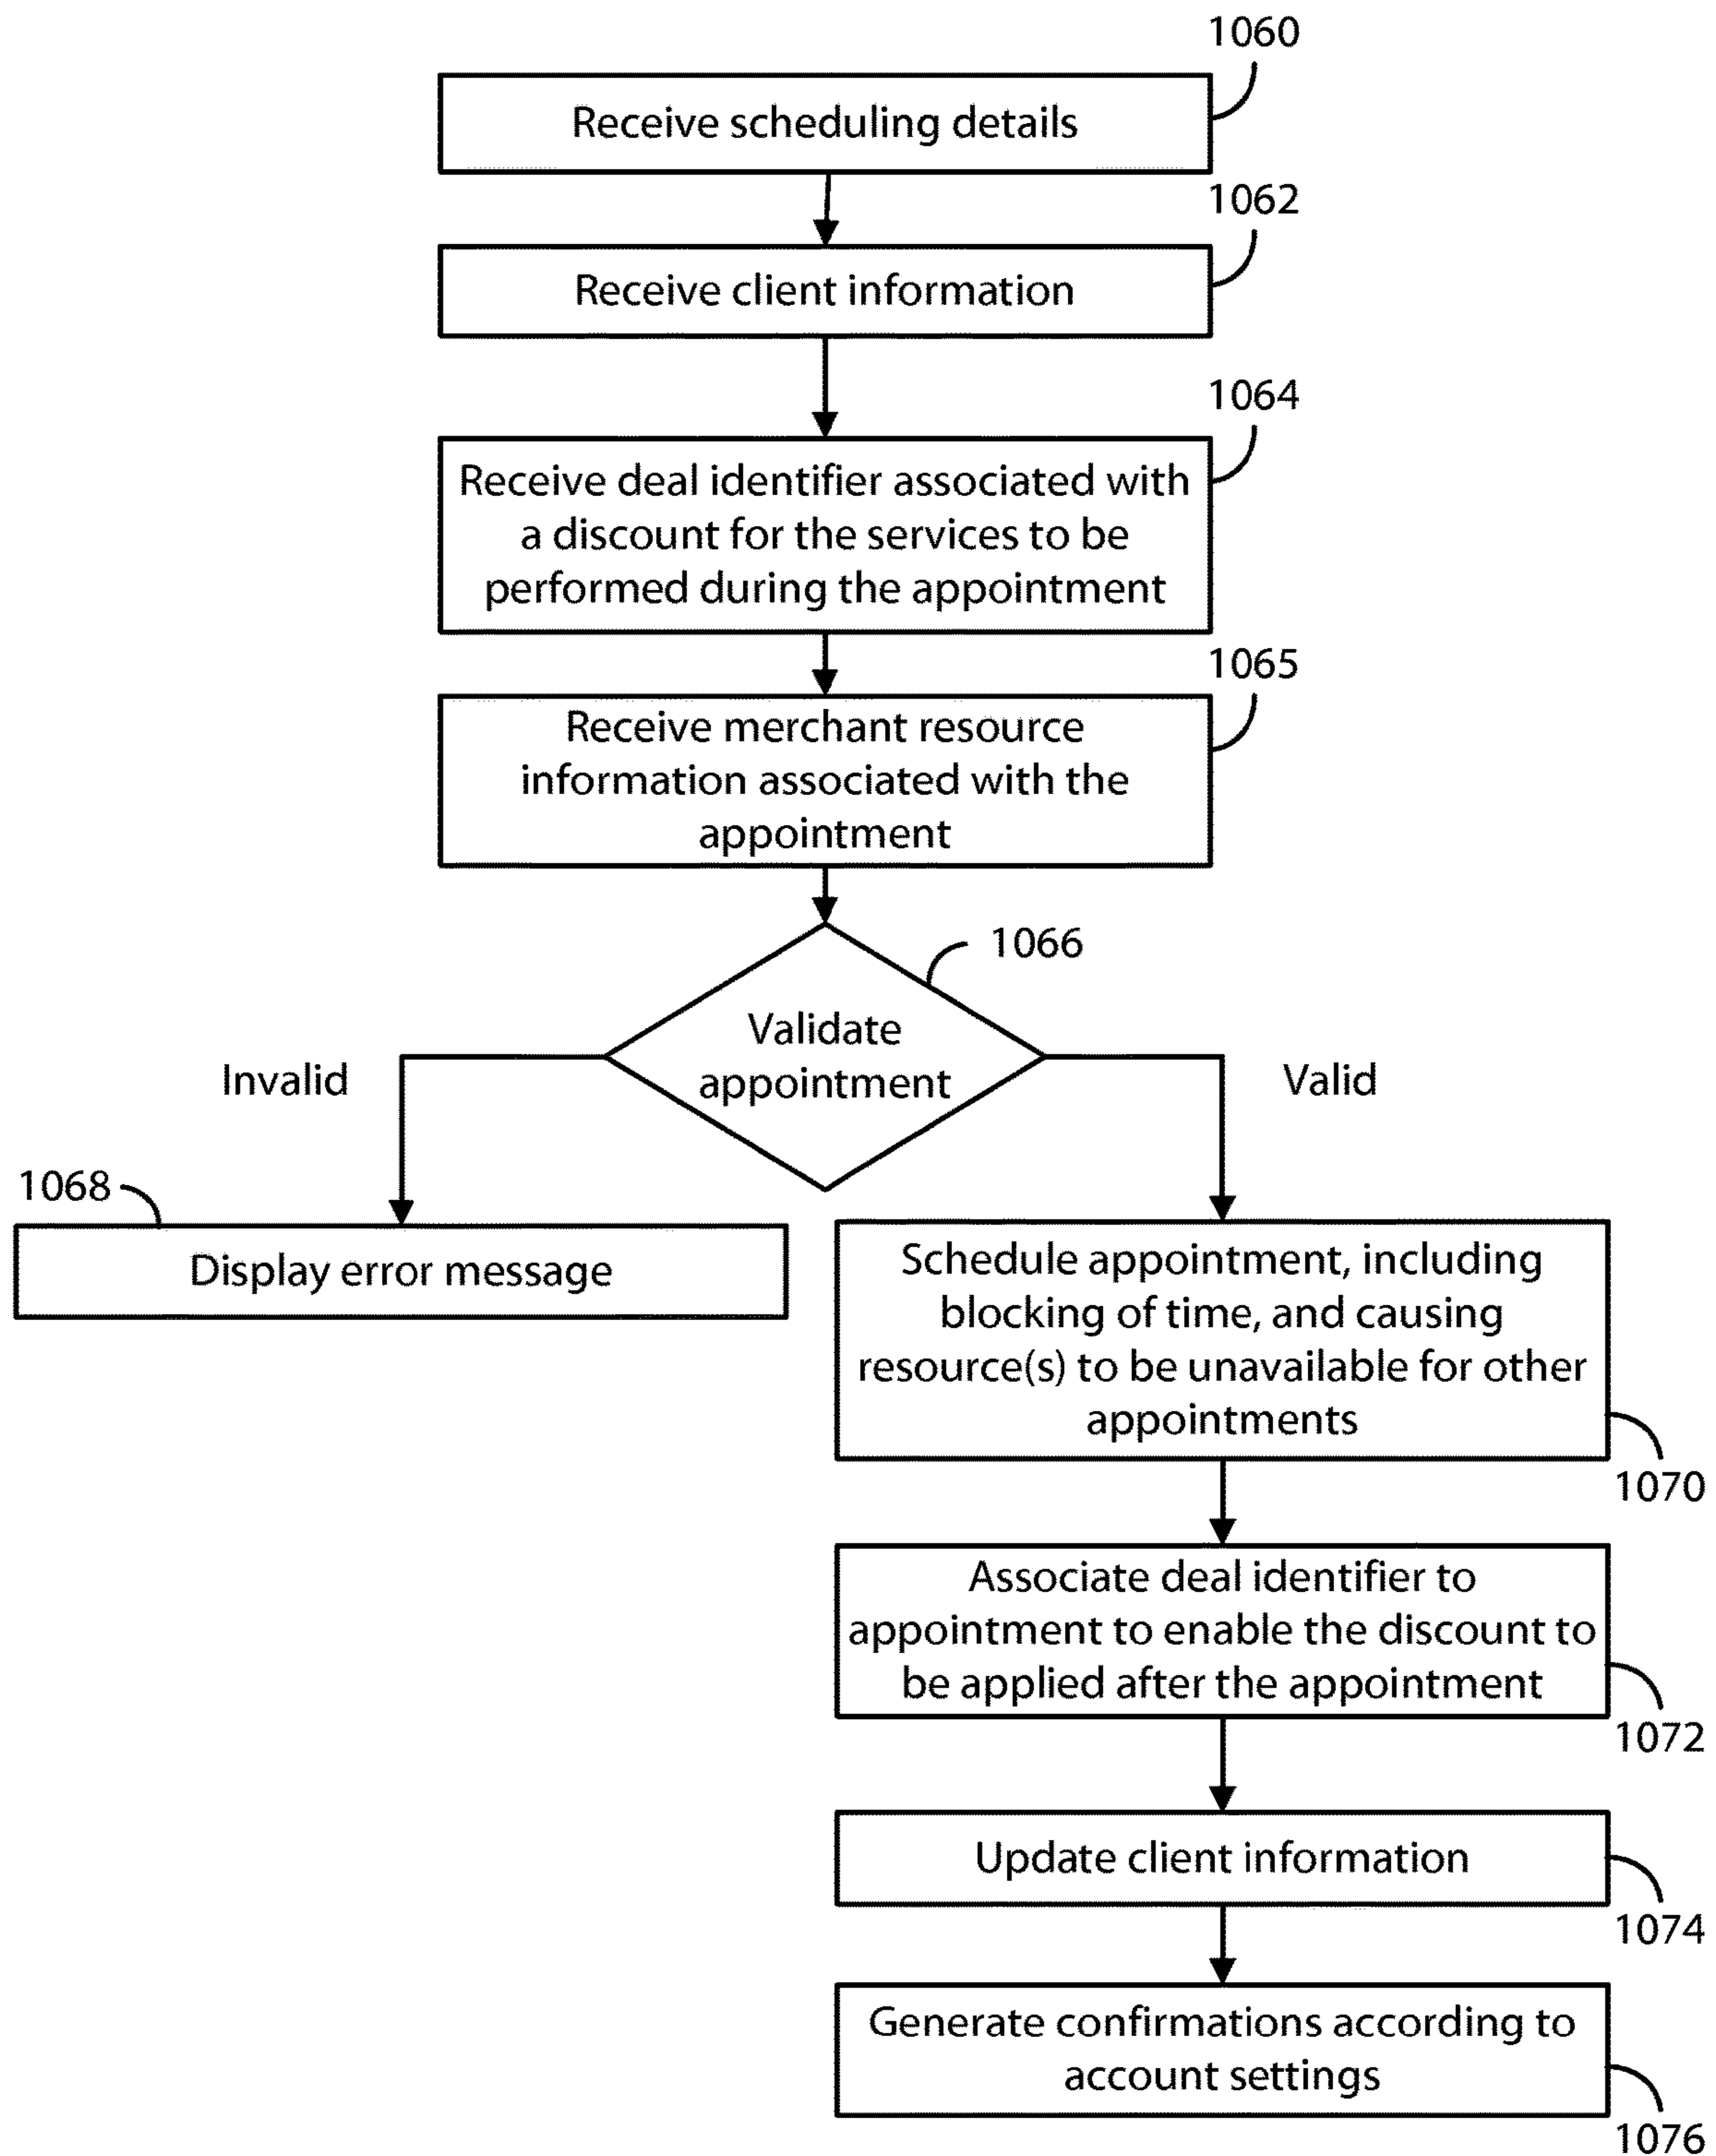 1060
Receive scheduling details
1062
Receive client information
1064
Receive deal identifier associated with
a discount for the services to be
performed during the appointment
1065
Receive merchant resource
information associated with the
appointment
1066
Validate
appointment
Invalid
Valid
1068
Display error message
Schedule appointment, including
blocking of time, and causing
resource(s) to be unavailable for other
appointments
1070
Associate deal identifier to
appointment to enable the discount to
be applied after the appointment
1072
Update client information
1074
Generate confirmations according to
account settings
1076